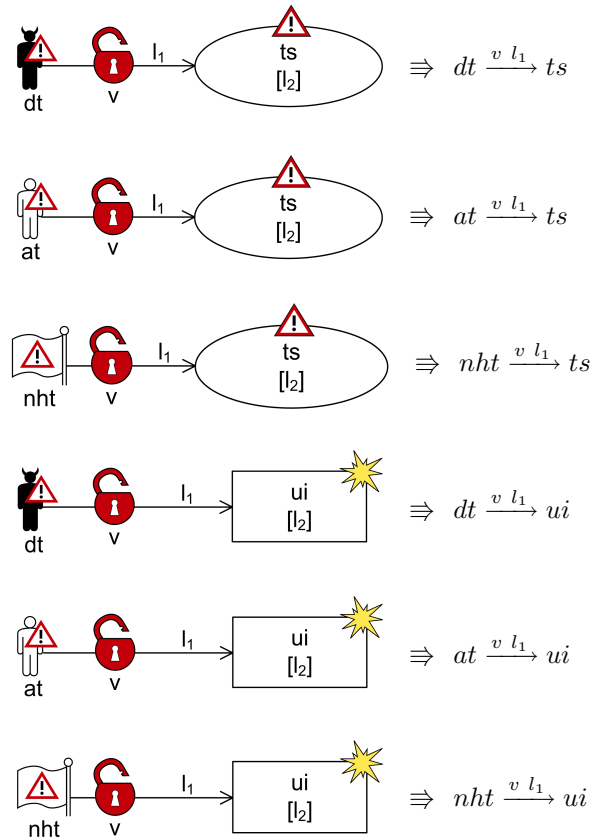 l₁
ts
[l₂]
dt
v
⇛ dt —v l₁→ ts
l₁
ts
[l₂]
at
v
⇛ at —v l₁→ ts
l₁
ts
[l₂]
nht
v
⇛ nht —v l₁→ ts
l₁
ui
[l₂]
dt
v
⇛ dt —v l₁→ ui
l₁
ui
[l₂]
at
v
⇛ at —v l₁→ ui
l₁
ui
[l₂]
nht
v
⇛ nht —v l₁→ ui